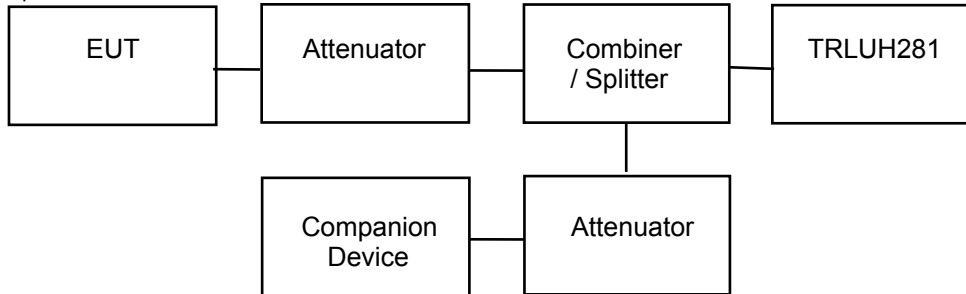 EUT
Attenuator
Combiner
/ Splitter
TRLUH281
Companion
Device
Attenuator